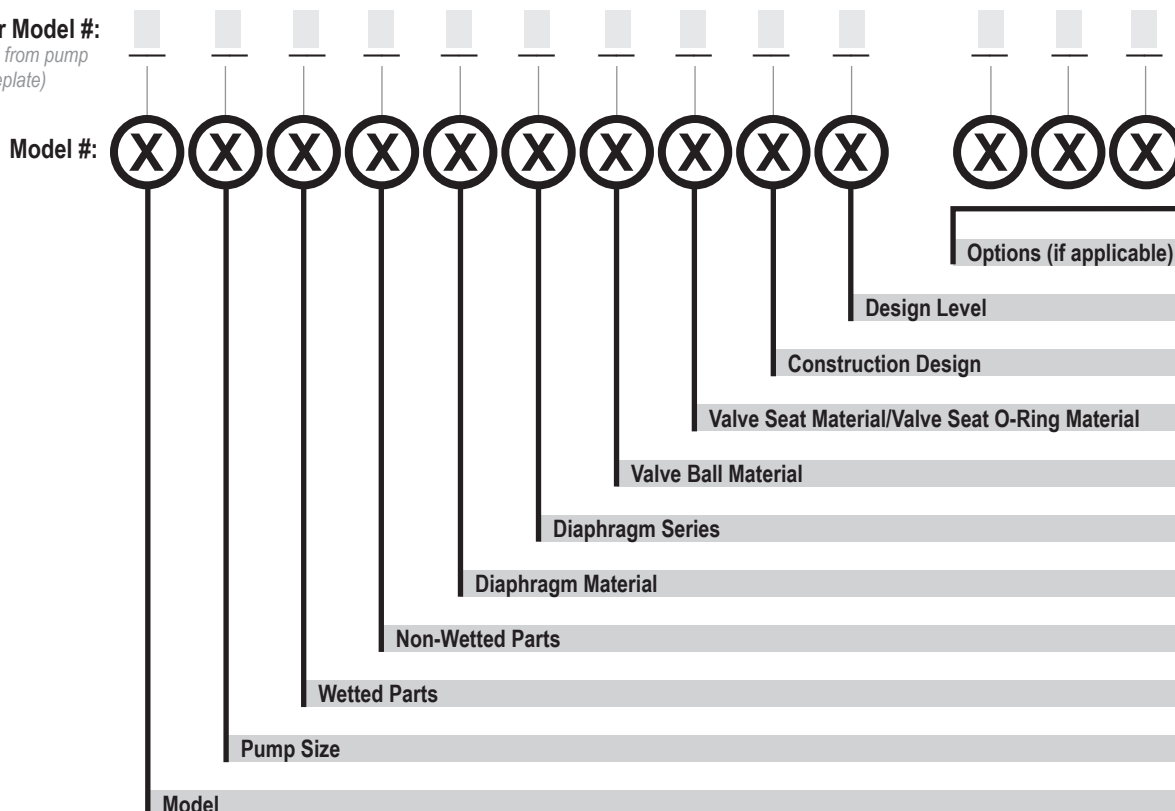 r Model #:
from pump
eplate)
Model #:
X X X X X X X X X X X X X
Options (if applicable)
Design Level
Construction Design
Valve Seat Material/Valve Seat O-Ring Material
Valve Ball Material
Diaphragm Series
Diaphragm Material
Non-Wetted Parts
Wetted Parts
Pump Size
Model